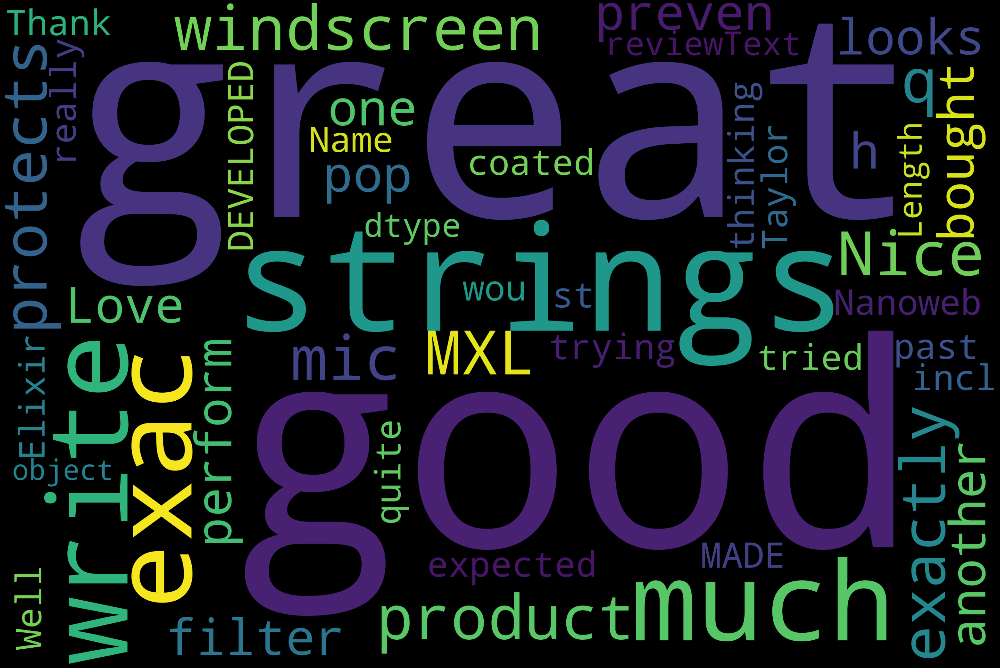 Thank
windscreen
preven
reviewText
looks
protects
really
great
DEVELOPED
one
Name
pop
coated
thinking
Taylor
h
q
Length
bought
dtype
strings
Nice
wou
st
Love
Nanoweb
Elixir
write
exac
perform
mic
MXL
trying
tried
past
incl
object
good
quite
exactly
another
expected
MADE
well
filter
product
much